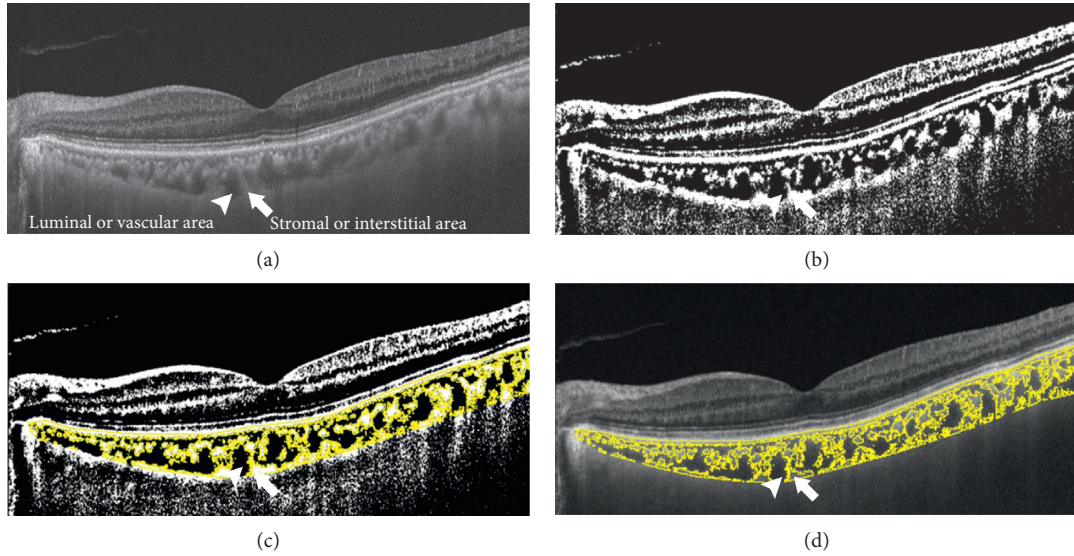 Luminal or vascular area
Stromal or interstitial area
(a)
(b)
(c)
(d)